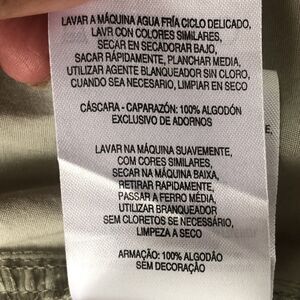 LAVAR A MÁQUINA AGUA FRÍA CICLO DELICADO,
LAVR CON COLORES SIMILARES,
SECAR EN SECADORAR BAJO,
SACAR RÁPIDAMENTE, PLANCHAR MEDIA,
UTILIZAR AGENTE BLANQUEADOR SIN CLORO,
CUANDO SEA NECESARIO, LIMPIAR EN SECO
CÁSCARA - CAPARAZÓN: 100% ALGODÓN
EXCLUSIVO DE ADORNOS
LAVAR NA MÁQUINA SUAVEMENTE,
COM CORES SIMILARES,
SECAR NA MÁQUINA BAIXA,
RETIRAR RAPIDAMENTE,
PASSAR A FERRO MÉDIA,
UTILIZAR BRANQUEADOR
SEM CLORETOS SE NECESSÁRIO,
LIMPEZA A SECO
ARMAÇÃO: 100% ALGODÃO
SEM DECORAÇÃO
E,